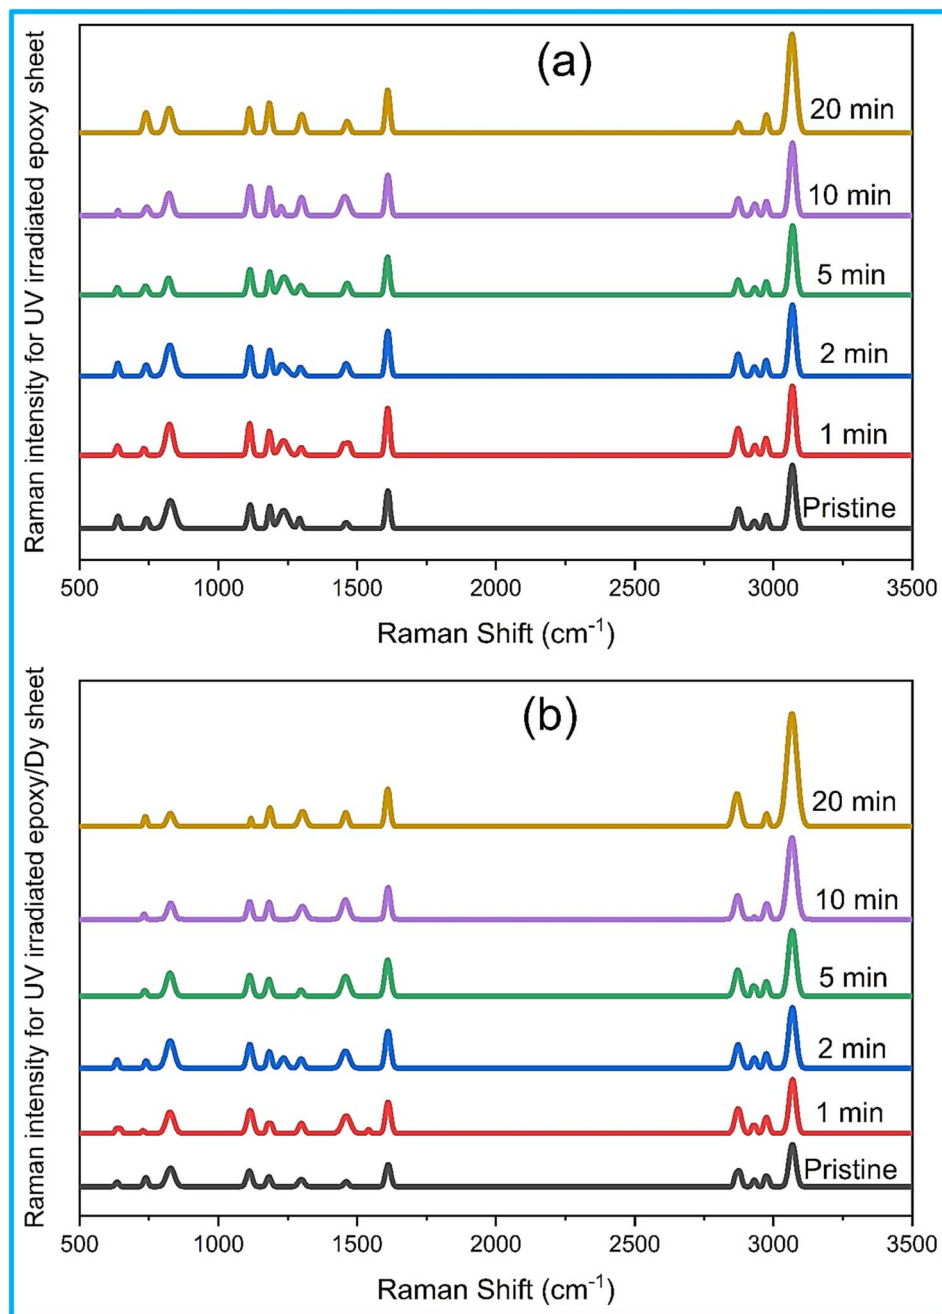 Raman intensity for UV irradiated epoxy sheet
(a)
20 min
10 min
5 min
2 min
1 min
Pristine
500 1000 1500 2000 2500 3000 3500
Raman Shift (cm⁻¹)
Raman intensity for UV irradiated epoxy/Dy sheet
(b)
20 min
10 min
5 min
2 min
1 min
Pristine
500 1000 1500 2000 2500 3000 3500
Raman Shift (cm⁻¹)